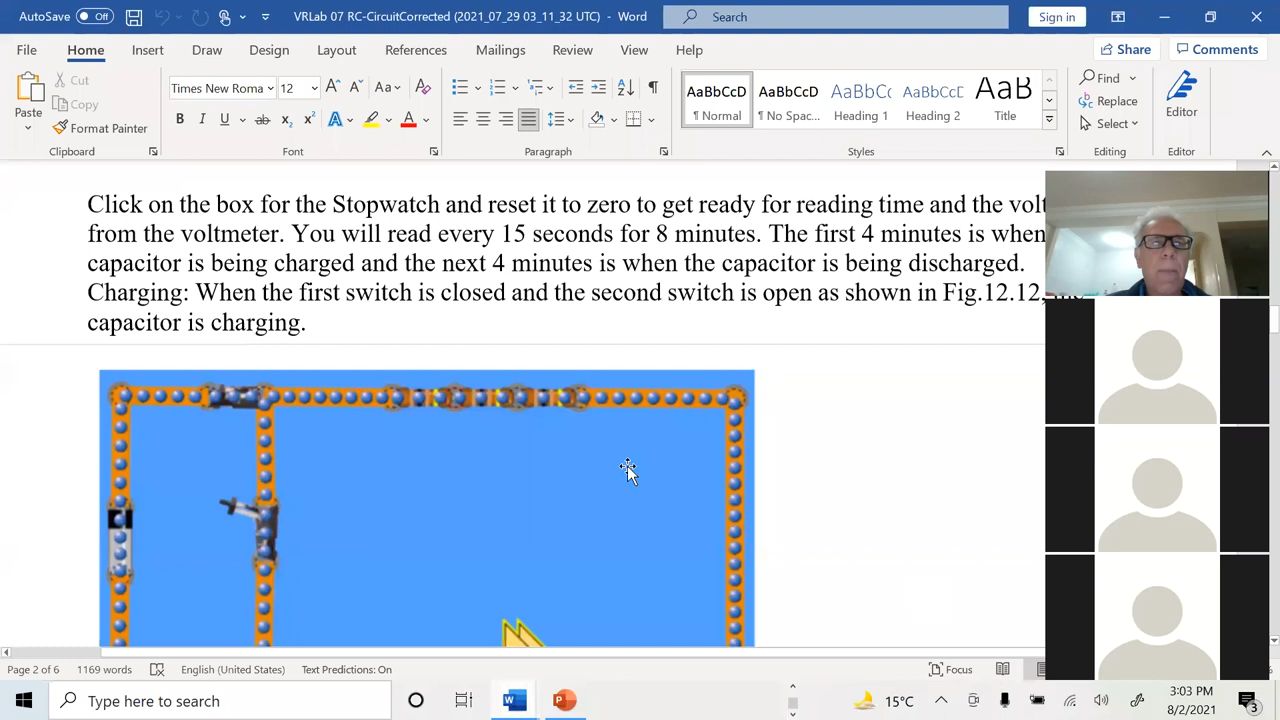 AutoSave Off VRLab 07 RC-CircuitCorrected (2021_07_29 03_11_32 UTC) - Word Search Sign in
File Home Insert Draw Design Layout References Mailings Review View Help Share Comments
Paste Cut Copy Format Painter
Times New Roma 12 A A Aa A
B I U ab x₂ x² A A
AaBbCcD ¶ Normal AaBbCcD ¶ No Spac... AaBbCc Heading 1 AaBbCcD Heading 2 AaB Title
Find Replace Select Editor
Clipboard Font Paragraph Styles Editing Editor
Click on the box for the Stopwatch and reset it to zero to get ready for reading time and the volt
from the voltmeter. You will read every 15 seconds for 8 minutes. The first 4 minutes is when
capacitor is being charged and the next 4 minutes is when the capacitor is being discharged.
Charging: When the first switch is closed and the second switch is open as shown in Fig.12.12,
capacitor is charging.
Page 2 of 6 1169 words English (United States) Text Predictions: On Focus %
Type here to search 15°C 3:03 PM
8/2/2021 3